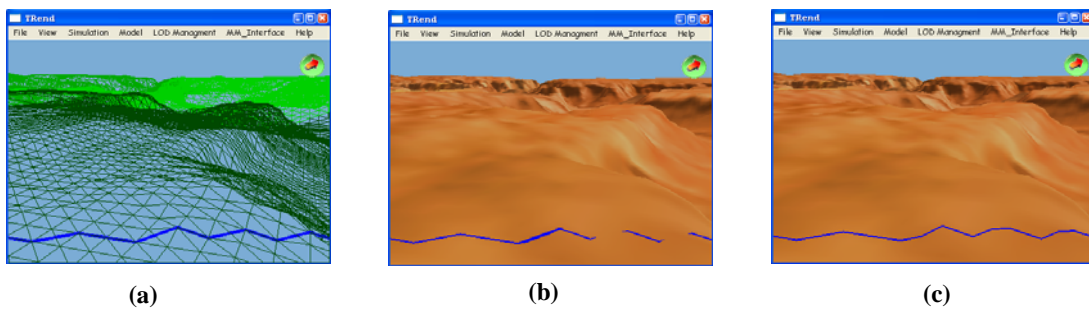 TRend
File View Simulation Model LOD Managment MM_Interface Help
(a)
TRend
File View Simulation Model LOD Managment MM_Interface Help
(b)
TRend
File View Simulation Model LOD Managment MM_Interface Help
(c)